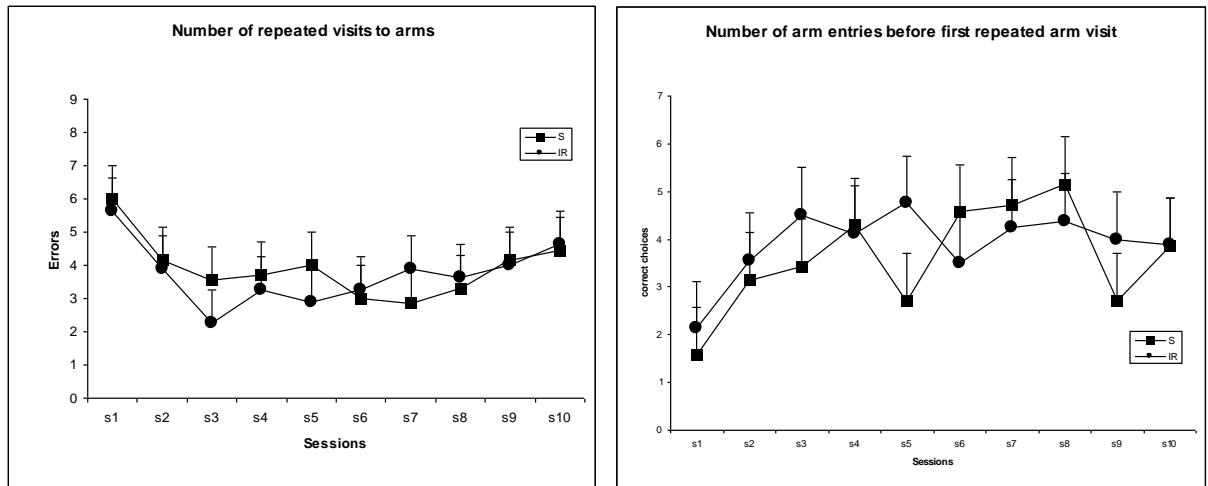 Number of repeated visits to arms
9
8
7
6
5
4
3
2
1
0
Errors
S
IR
s1 s2 s3 s4 s5 s6 s7 s8 s9 s10
Sessions
Number of arm entries before first repeated arm visit
7
6
5
4
3
2
1
0
correct choices
S
IR
s1 s2 s3 s4 s5 s6 s7 s8 s9 s10
Sessions